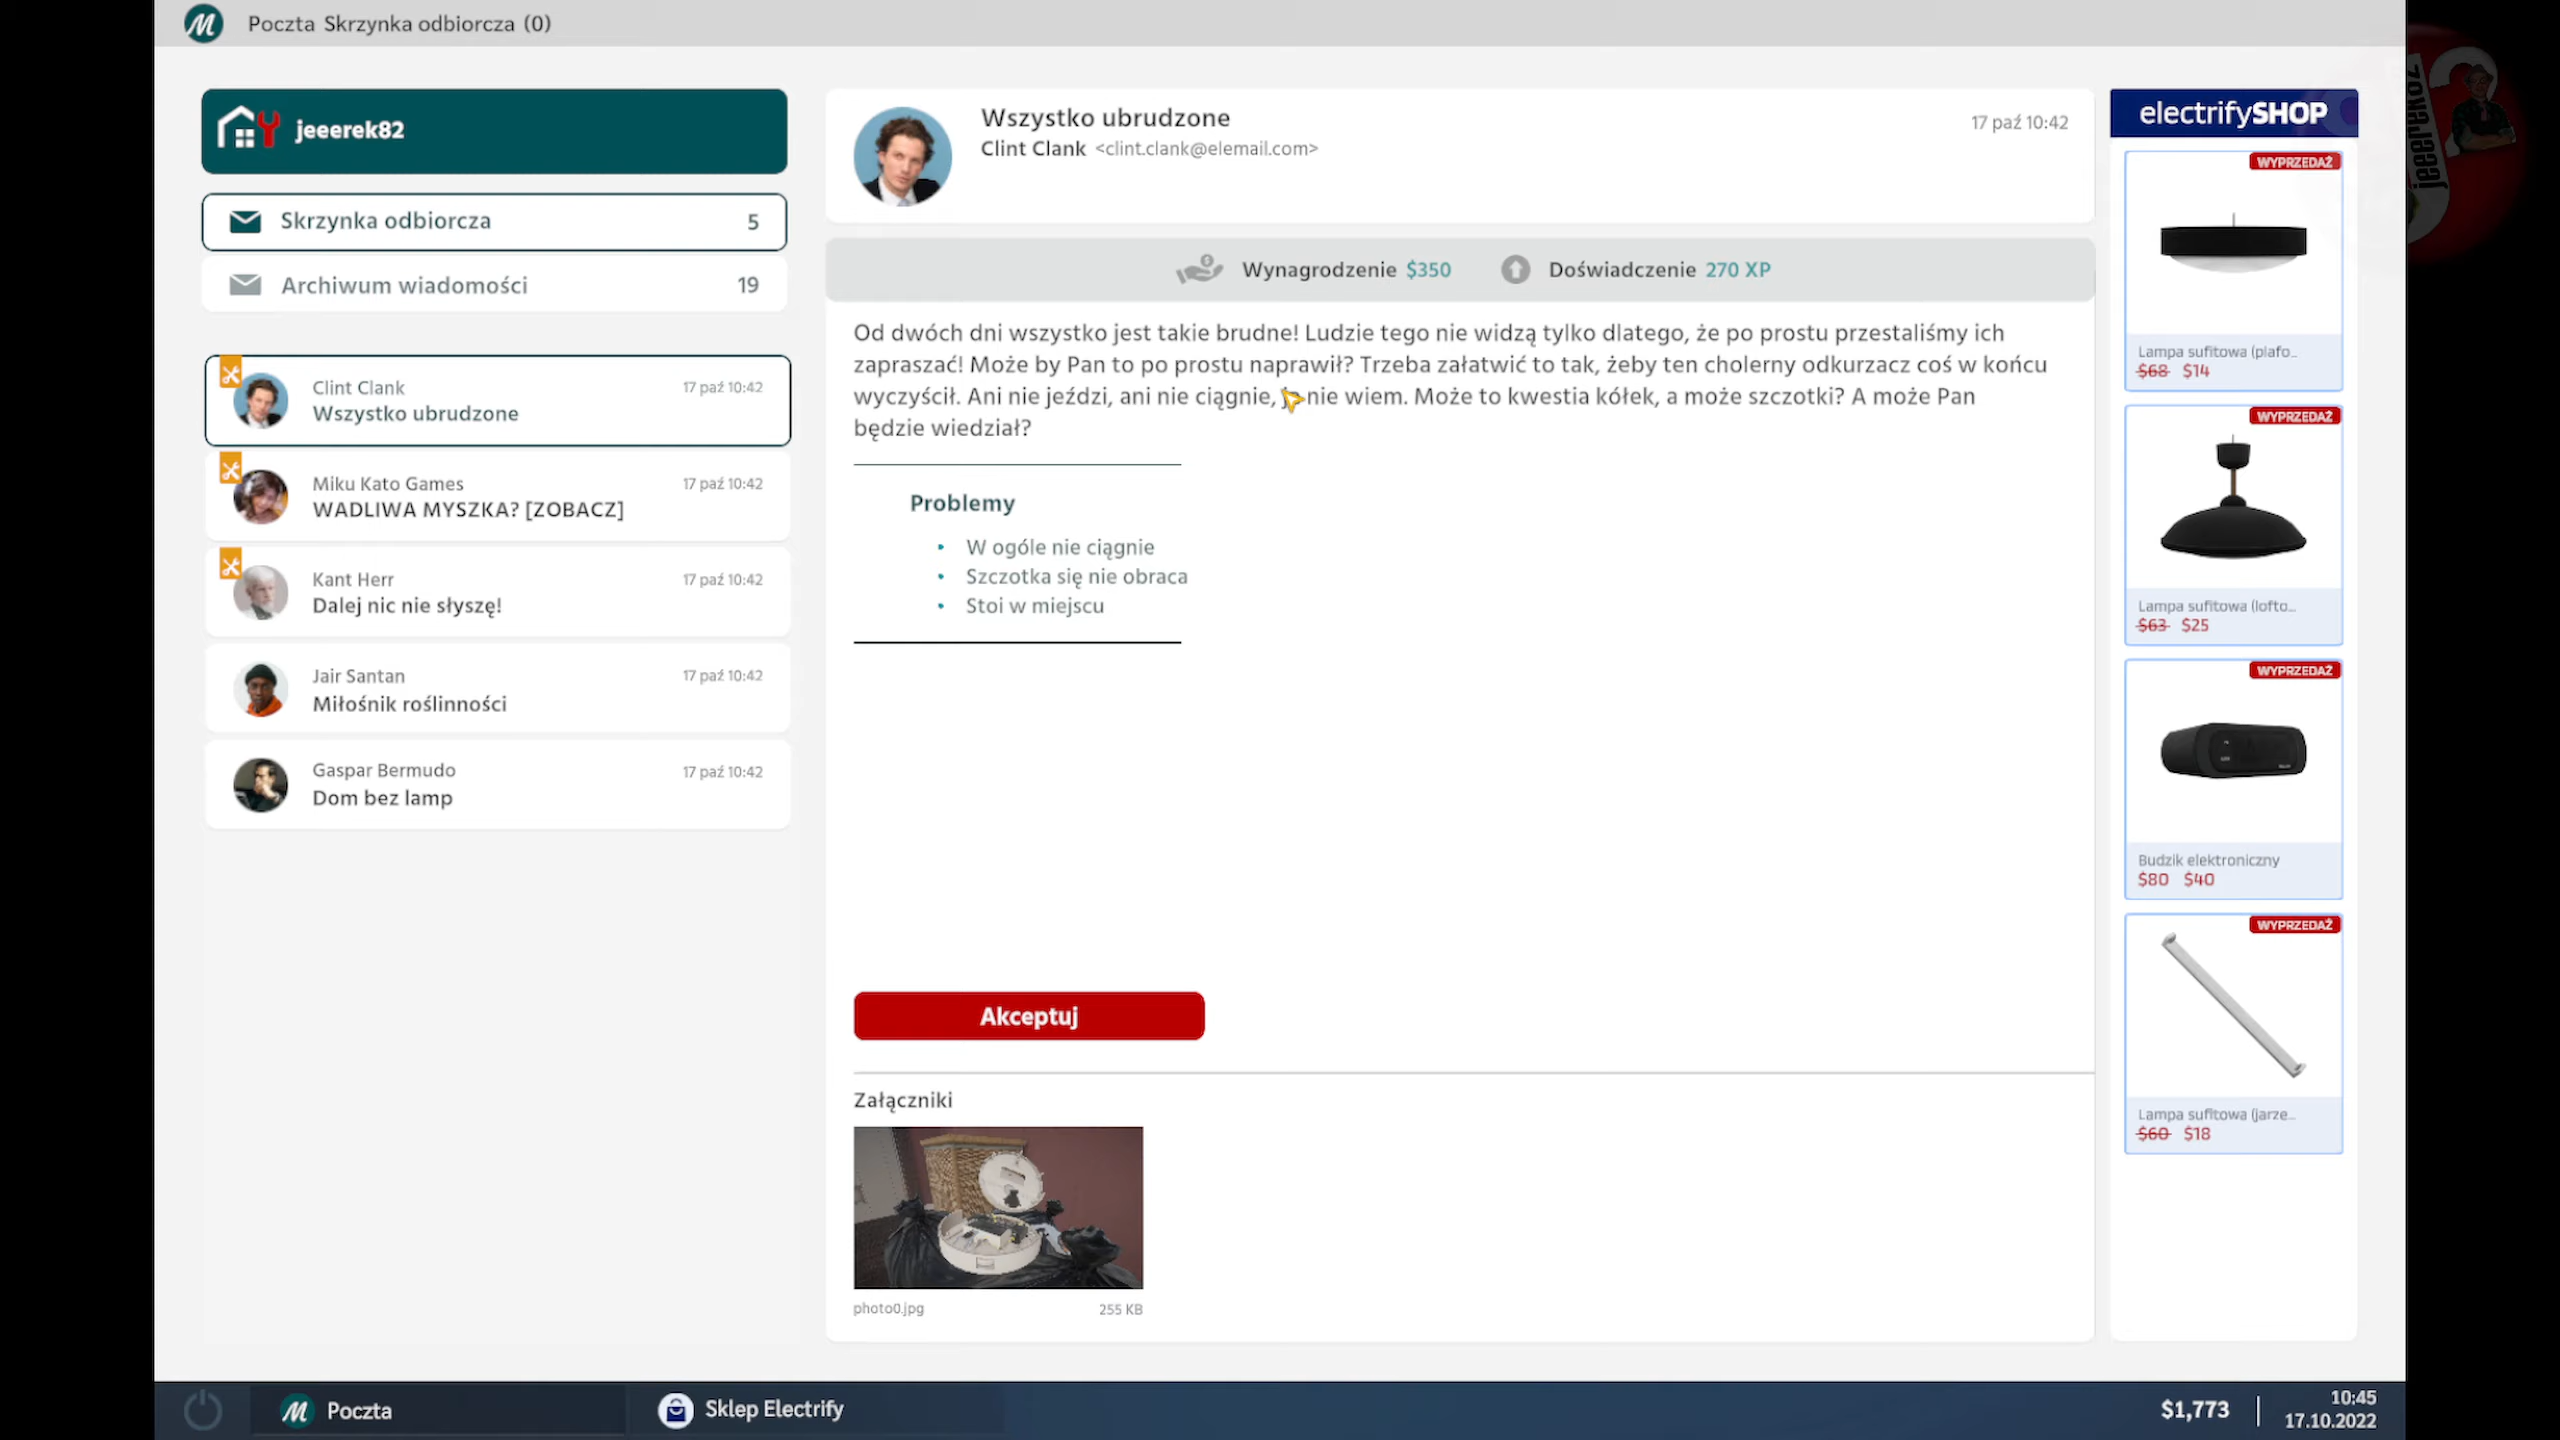 Poczta Skrzynka odbiorcza (0)
jeeerek82
Skrzynka odbiorcza 5
Archiwum wiadomości 19
Clint Clank 17 paź 10:42
Wszystko ubrudzone
Miku Kato Games 17 paź 10:42
WADLIWA MYSZKA? [ZOBACZ]
Kant Herr 17 paź 10:42
Dalej nic nie słyszę!
Jair Santan 17 paź 10:42
Miłośnik roślinności
Gaspar Bermudo 17 paź 10:42
Dom bez lamp
Wszystko ubrudzone
17 paź 10:42
Clint Clank <clint.clank@elemail.com>
Wynagrodzenie $350 Doświadczenie 270 XP
Od dwóch dni wszystko jest takie brudne! Ludzie tego nie widzą tylko dlatego, że po prostu przestaliśmy ich
zapraszać! Może by Pan to po prostu naprawił? Trzeba załatwić to tak, żeby ten cholerny odkurzacz coś w końcu
wyczyścił. Ani nie jeździ, ani nie ciągnie, ja nie wiem. Może to kwestia kółek, a może szczotki? A może Pan
będzie wiedział?
Problemy
• W ogóle nie ciągnie
• Szczotka się nie obraca
• Stoi w miejscu
Akceptuj
Załączniki
photo0.jpg 255 KB
electrifySHOP
WYPRZEDAŻ
Lampa sufitowa (plafo...
$68 $14
WYPRZEDAŻ
Lampa sufitowa (lofto...
$63 $25
WYPRZEDAŻ
Budzik elektroniczny
$80 $40
WYPRZEDAŻ
Lampa sufitowa (jarze...
$60 $18
jeerekoz
Poczta
Sklep Electrify
$1,773
10:45
17.10.2022